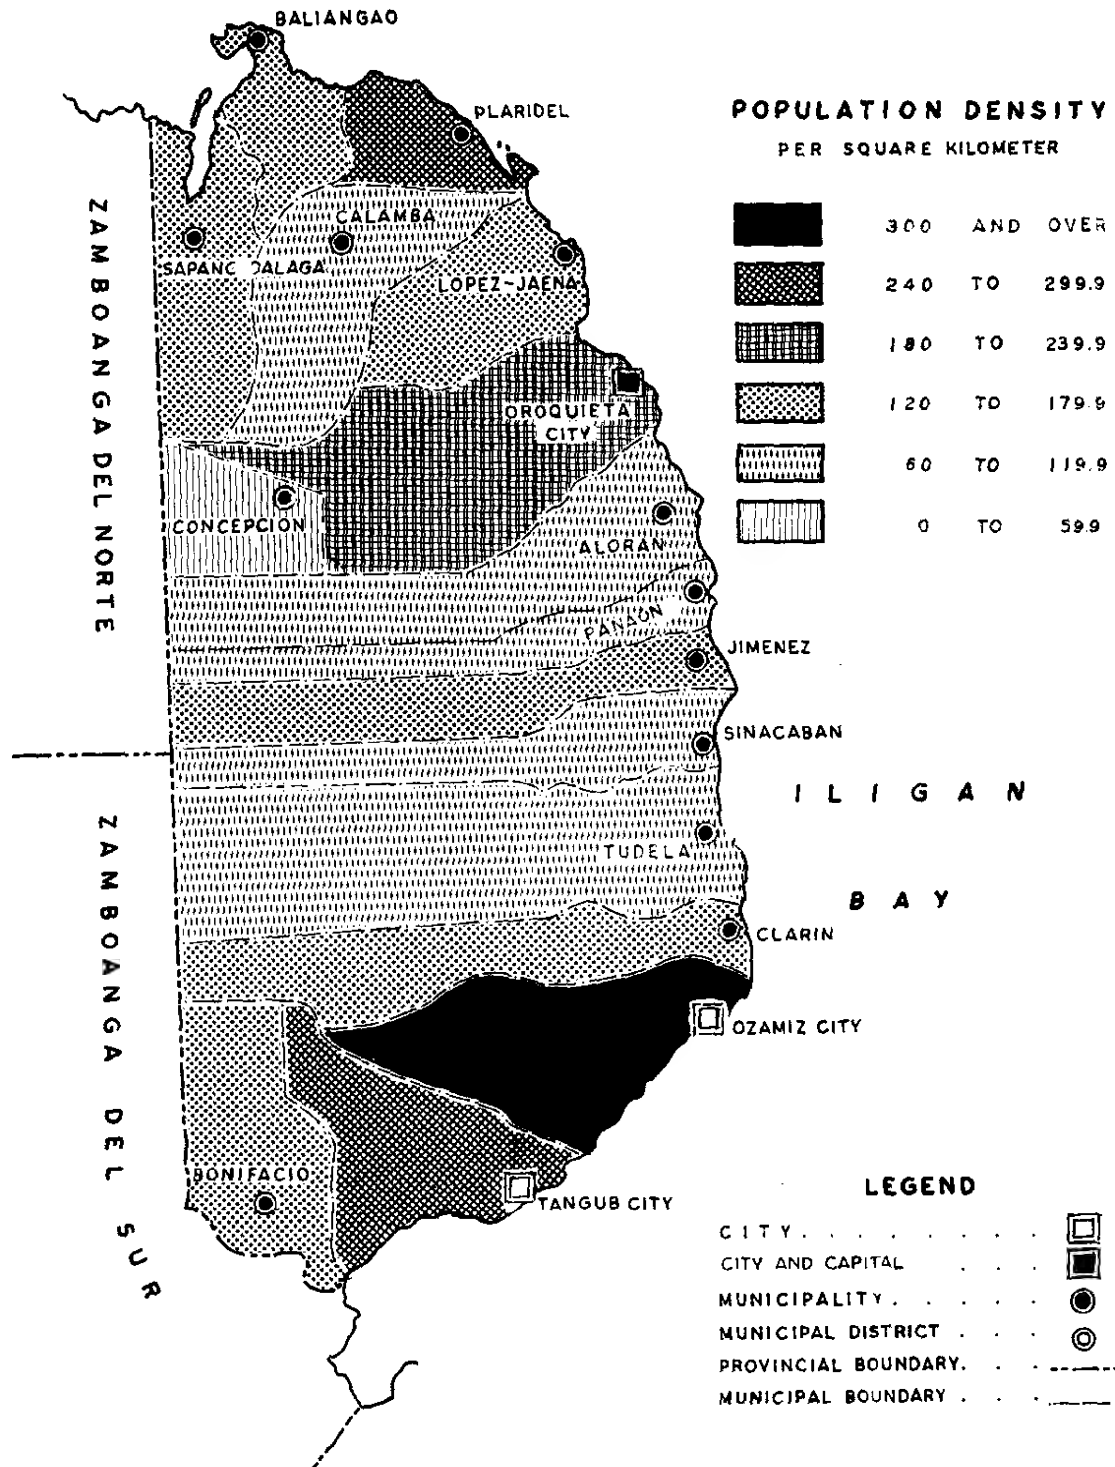 BALIANGAO
PLARIDEL
POPULATION DENSITY
PER SQUARE KILOMETER
300 AND OVER
240 TO 299.9
180 TO 239.9
120 TO 179.9
60 TO 119.9
0 TO 59.9
ZAMBOANGA DEL NORTE
CALAMBA
SAPANG DALAGA
LOPEZ-JAENA
OROQUIETA
CITY
CONCEPCION
ALORAN
PANAON
JIMENEZ
SINACABAN
ILIGAN
BAY
TUDELA
CLARIN
OZAMIZ CITY
ZAMBOANGA DEL SUR
BONIFACIO
TANGUB CITY
LEGEND
CITY . . . . . . .
CITY AND CAPITAL . . .
MUNICIPALITY . . . . .
MUNICIPAL DISTRICT . . .
PROVINCIAL BOUNDARY . . .
MUNICIPAL BOUNDARY . . .